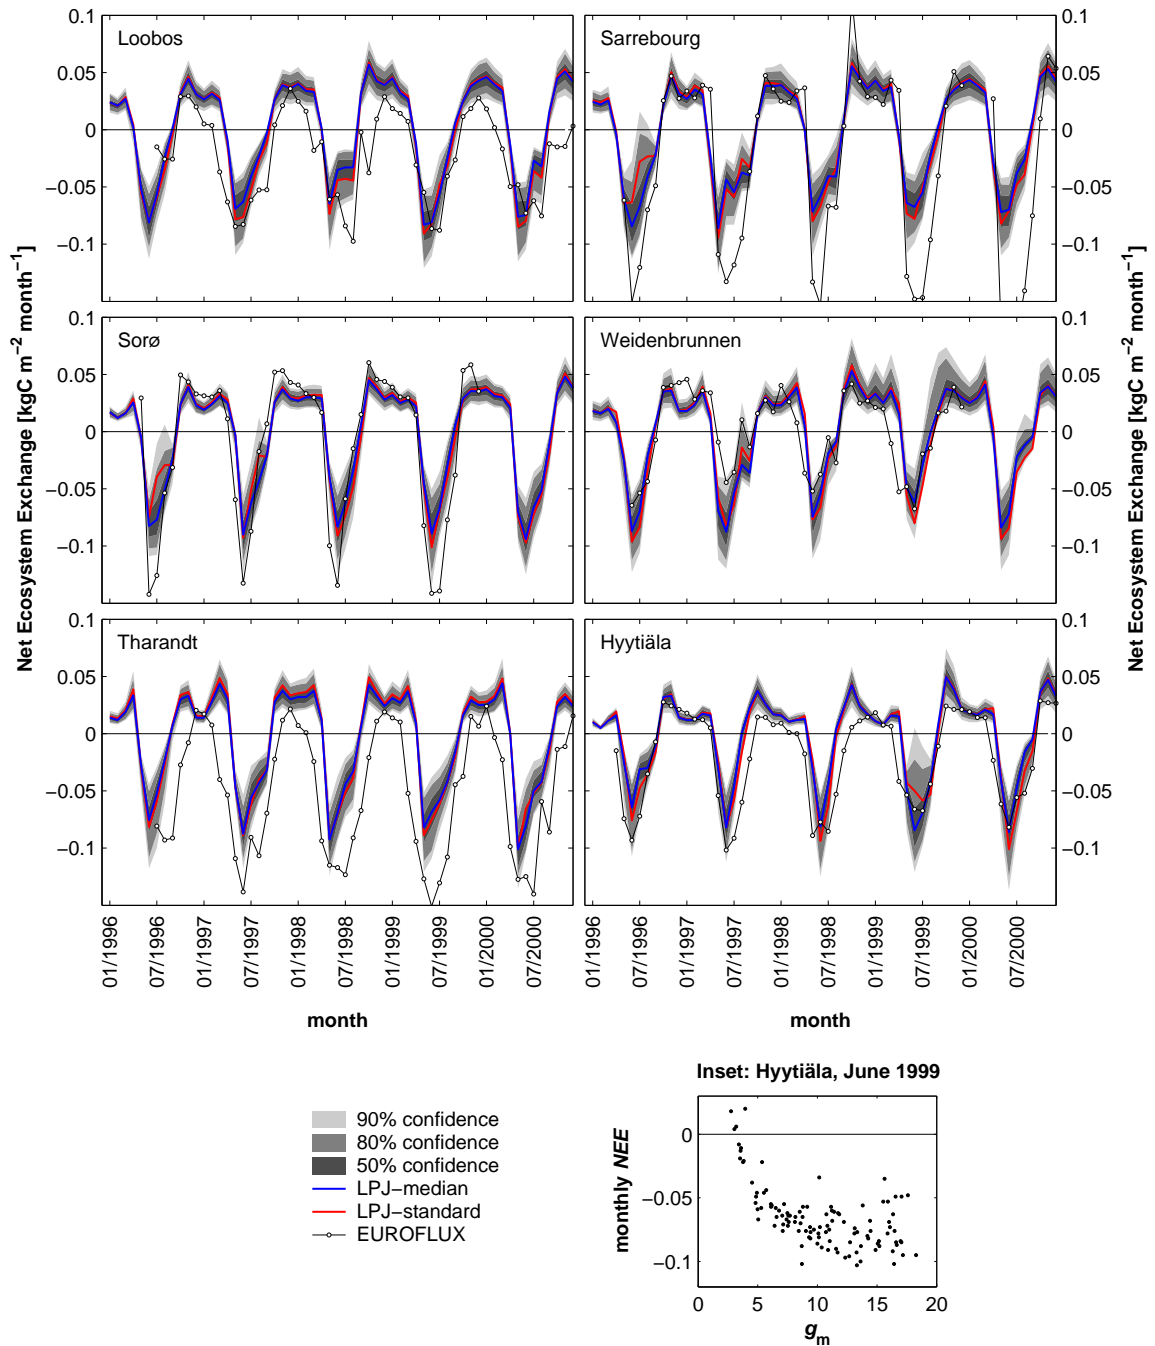 0.1
0.05
0
−0.05
−0.1
Loobos
Sarrebourg
0.1
0.05
0
−0.05
−0.1
0.1
0.05
0
−0.05
−0.1
Sorø
Weidenbrunnen
0.1
0.05
0
−0.05
−0.1
0.1
0.05
0
−0.05
−0.1
Tharandt
Hyytiäla
0.1
0.05
0
−0.05
−0.1
Net Ecosystem Exchange [kgC m−2 month−1]
Net Ecosystem Exchange [kgC m−2 month−1]
01/1996
07/1996
01/1997
07/1997
01/1998
07/1998
01/1999
07/1999
01/2000
07/2000
01/1996
07/1996
01/1997
07/1997
01/1998
07/1998
01/1999
07/1999
01/2000
07/2000
month
month
90% confidence
80% confidence
50% confidence
LPJ−median
LPJ−standard
EUROFLUX
Inset: Hyytiäla, June 1999
monthly NEE
0
−0.05
−0.1
0 5 10 15 20
gm